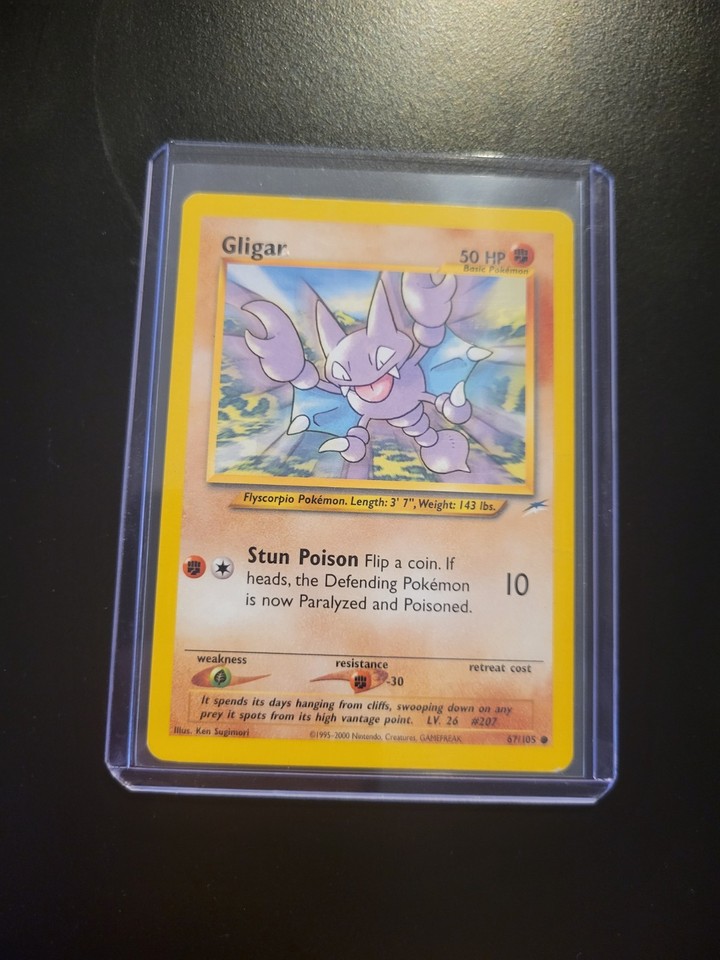 Gligar
50 HP
Basic Pokémon
Flyscorpio Pokémon. Length: 3' 7", Weight: 143 lbs.
Stun Poison Flip a coin. If
heads, the Defending Pokémon
is now Paralyzed and Poisoned.
10
weakness
resistance
retreat cost
-30
It spends its days hanging from cliffs, swooping down on any
prey it spots from its high vantage point. LV. 26 #207
Illus. Ken Sugimori
©1995-2000 Nintendo, Creatures, GAMEFREAK.
67/105